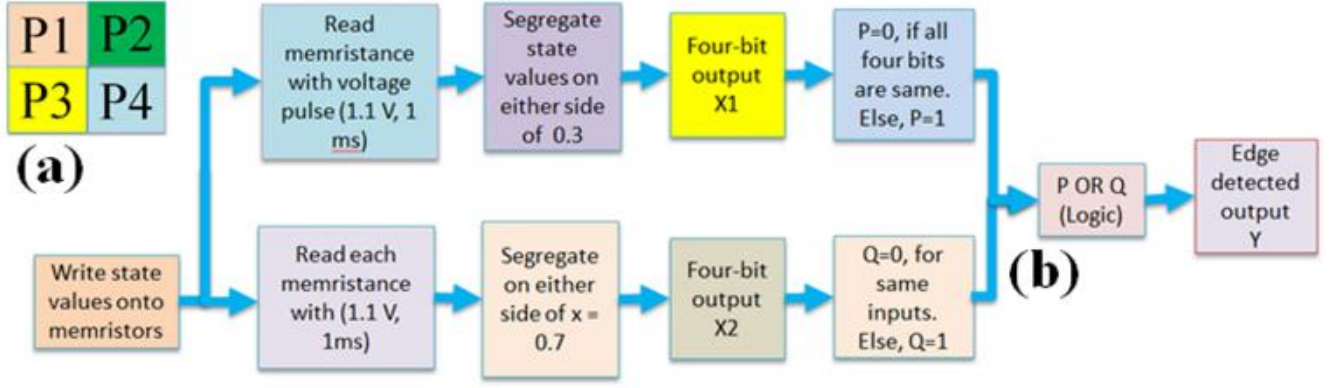 P1 P2
P3 P4
(a)
Write state
values onto
memristors
Read
memristance
with voltage
pulse (1.1 V, 1
ms)
Segregate
state
values on
either side
of 0.3
Four-bit
output
X1
P=0, if all
four bits
are same.
Else, P=1
Read each
memristance
with (1.1 V,
1ms)
Segregate
on either
side of x =
0.7
Four-bit
output
X2
Q=0, for
same
inputs.
Else, Q=1
(b)
P OR Q
(Logic)
Edge
detected
output
Y